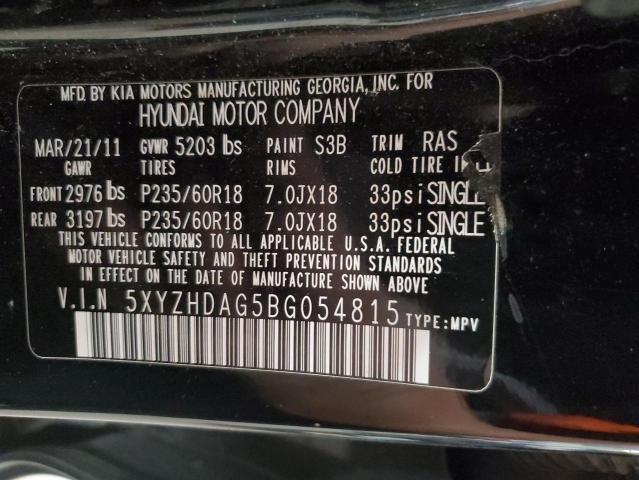 MFD. BY KIA MOTORS MANUFACTURING GEORGIA, INC. FOR
HYUNDAI MOTOR COMPANY
MAR/21/11 GVWR 5203 lbs PAINT S3B TRIM RAS
GAWR TIRES RIMS COLD TIRE
FRONT 2976 lbs P235/60R18 7.0JX18 33psi SINGLE
REAR 3197 lbs P235/60R18 7.0JX18 33psi SINGLE
THIS VEHICLE CONFORMS TO ALL APPLICABLE U.S.A. FEDERAL
MOTOR VEHICLE SAFETY AND THEFT PREVENTION STANDARDS
IN EFFECT ON THE DATE OF MANUFACTURE SHOWN ABOVE.
V.I.N 5XYZHDAG5BG054815 TYPE:MPV